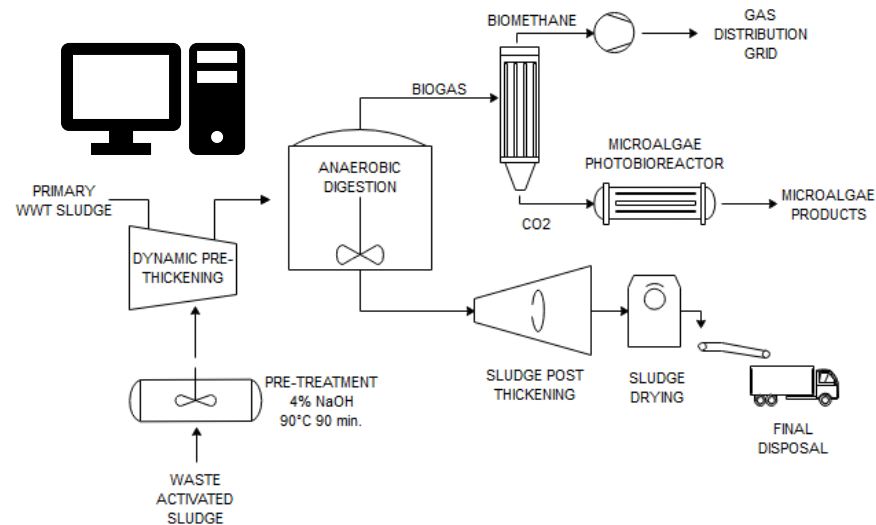 BIOMETHANE
GAS
DISTRIBUTION
GRID
BIOGAS
ANAEROBIC
DIGESTION
MICROALGAE
PHOTOBIOREACTOR
PRIMARY
WWT SLUDGE
MICROALGAE
PRODUCTS
CO2
DYNAMIC PRE-
THICKENING
PRE-TREATMENT
4% NaOH
90°C 90 min.
SLUDGE POST
THICKENING
SLUDGE
DRYING
FINAL
DISPOSAL
WASTE
ACTIVATED
SLUDGE